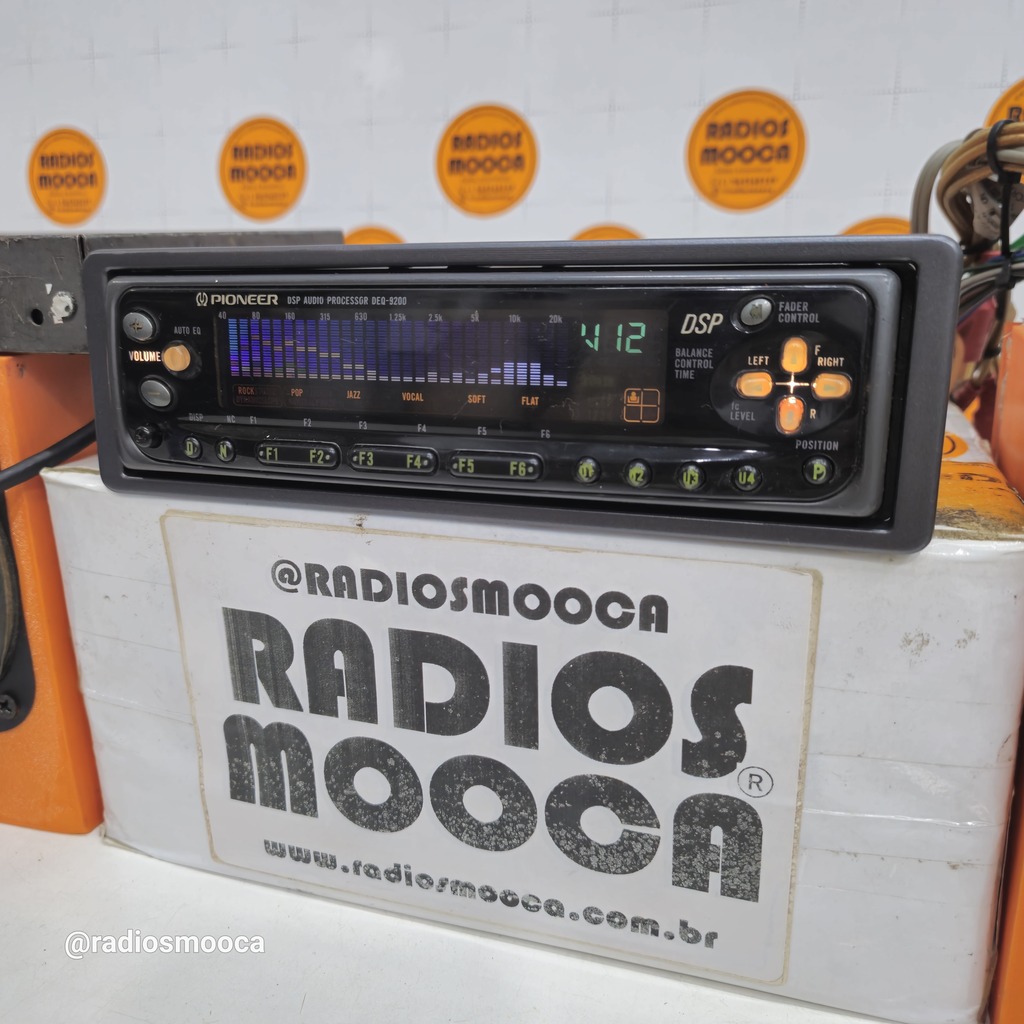 RADIOS
MOOCA
RADIOS
MOOCA
RADIOS
MOOCA
RADIOS
MOOCA
PIONEER DSP AUDIO PROCESSOR DEQ-9200
40 80 160 315 630 1.25k 2.5k 5k 10k 20k
AUTO EQ
VOLUME
ROCK POP JAZZ VOCAL SOFT FLAT
V12
DSP
FADER
CONTROL
BALANCE
CONTROL
TIME
LEFT F RIGHT
fc
LEVEL
R
POSITION
DISP NC F1 F2 F3 F4 F5 F6
D N F1 F2 F3 F4 F5 F6 U1 U2 U3 U4 P
@RADIOSMOOCA
RADIOS
MOOCA®
www.radiosmooca.com.br
@radiosmooca